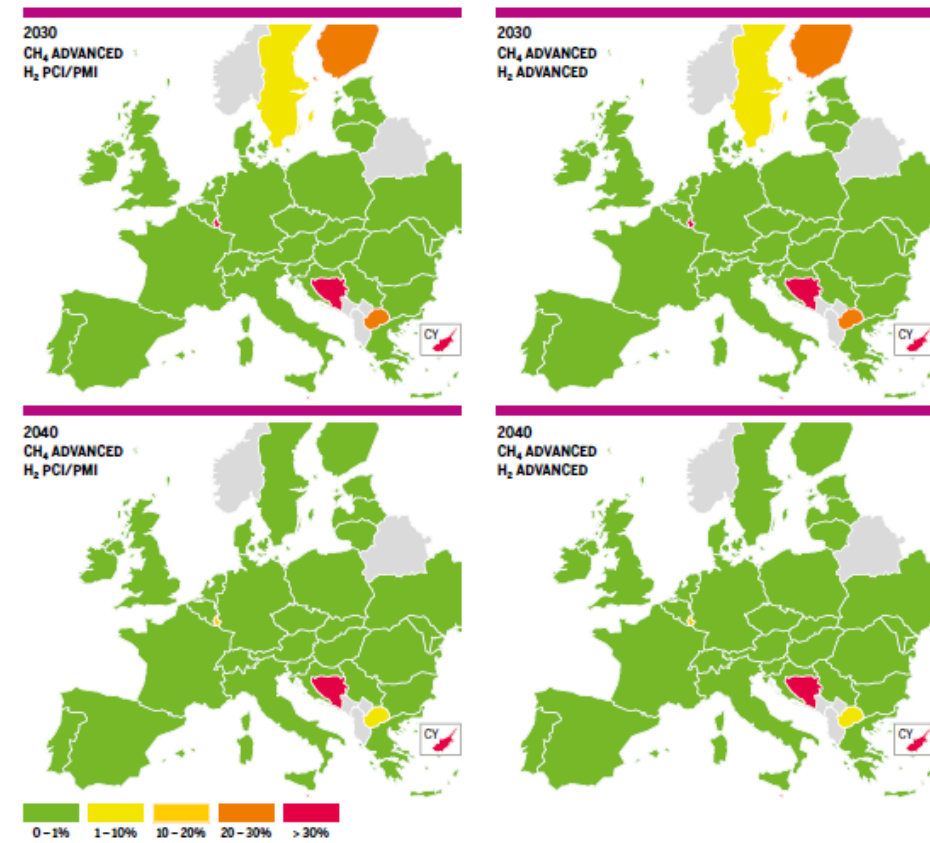 2030
CH₄ ADVANCED
H₂ PCI/PMI
2030
CH₄ ADVANCED
H₂ ADVANCED
CY
CY
2040
CH₄ ADVANCED
H₂ PCI/PMI
2040
CH₄ ADVANCED
H₂ ADVANCED
CY
CY
0–1% 1–10% 10–20% 20–30% >30%